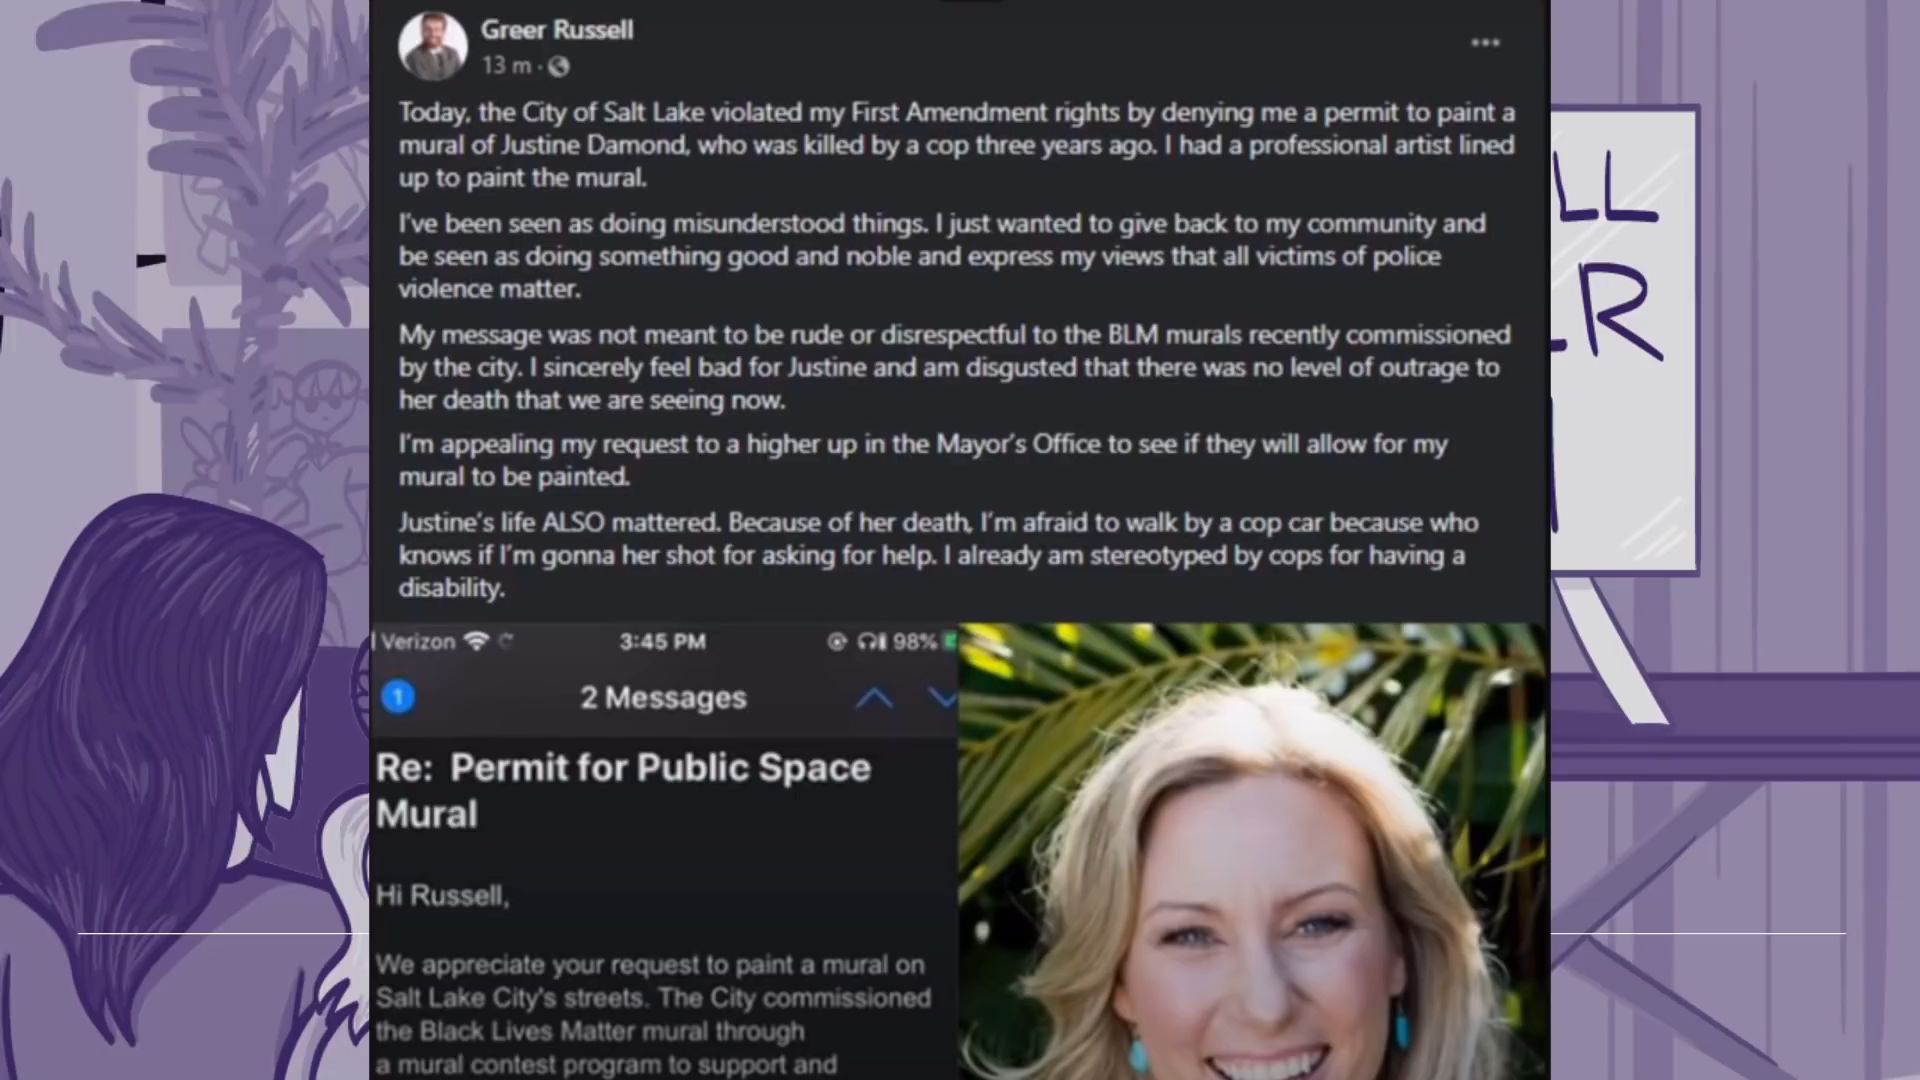 Greer Russell
13 m
Today, the City of Salt Lake violated my First Amendment rights by denying me a permit to paint a
mural of Justine Damond, who was killed by a cop three years ago. I had a professional artist lined
up to paint the mural.
I've been seen as doing misunderstood things. I just wanted to give back to my community and
be seen as doing something good and noble and express my views that all victims of police
violence matter.
My message was not meant to be rude or disrespectful to the BLM murals recently commissioned
by the city. I sincerely feel bad for Justine and am disgusted that there was no level of outrage to
her death that we are seeing now.
I'm appealing my request to a higher up in the Mayor's Office to see if they will allow for my
mural to be painted.
Justine's life ALSO mattered. Because of her death, I'm afraid to walk by a cop car because who
knows if I'm gonna her shot for asking for help. I already am stereotyped by cops for having a
disability.
Verizon 3:45 PM 98%
1 2 Messages
Re: Permit for Public Space
Mural
Hi Russell,
We appreciate your request to paint a mural on
Salt Lake City's streets. The City commissioned
the Black Lives Matter mural through
a mural contest program to support and
LL
R